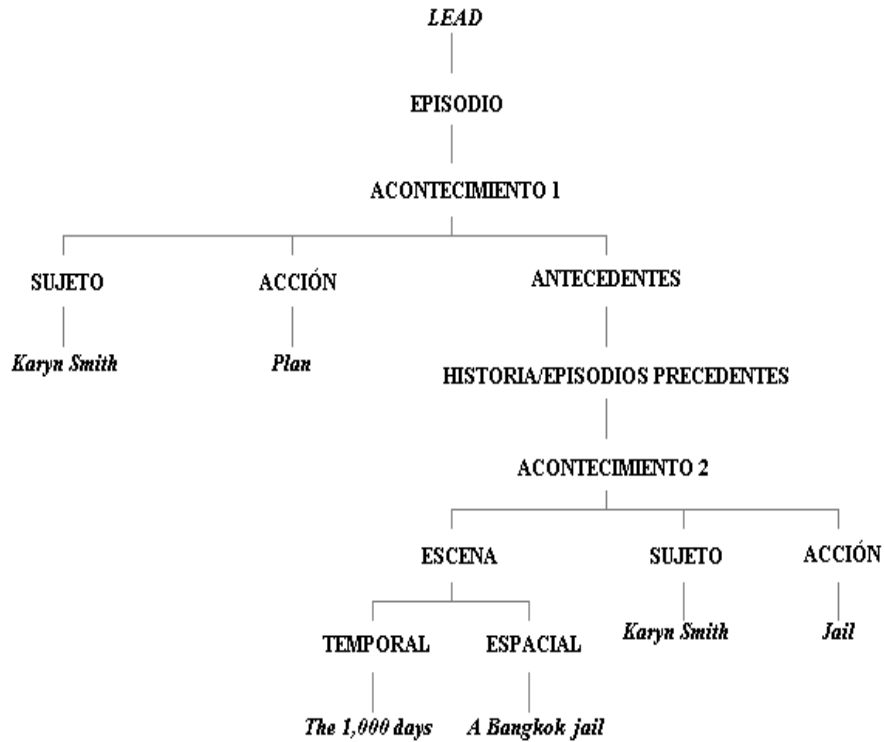 LEAD
EPISODIO
ACONTECIMIENTO 1
SUJETO
ACCIÓN
ANTECEDENTES
Karyn Smith
Plan
HISTORIA/EPISODIOS PRECEDENTES
ACONTECIMIENTO 2
ESCENA
SUJETO
ACCIÓN
Karyn Smith
Jail
TEMPORAL
ESPACIAL
The 1,000 days
A Bangkok jail